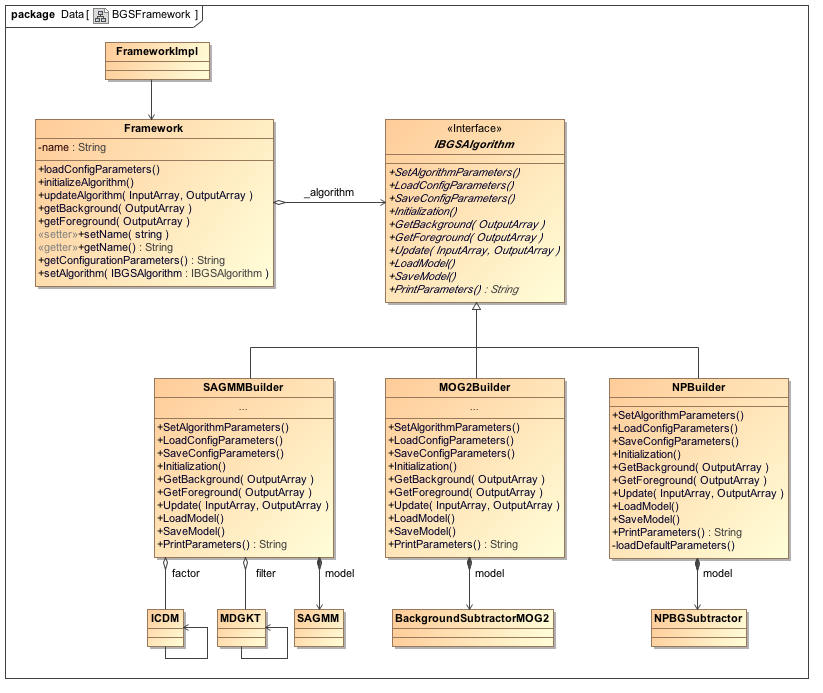 package Data[ BGSFramework ]
FrameworkImpl
Framework
-name : String
+loadConfigParameters()
+initializeAlgorithm()
+updateAlgorithm( InputArray, OutputArray )
+getBackground( OutputArray )
+getForeground( OutputArray )
«setter»+setName( string )
«getter»+getName() : String
+getConfigurationParameters() : String
+setAlgorithm( IBGSAlgorithm : IBGSAlgorithm )
_algorithm
«Interface»
IBGSAlgorithm
+SetAlgorithmParameters()
+LoadConfigParameters()
+SaveConfigParameters()
+Initialization()
+GetBackground( OutputArray )
+GetForeground( OutputArray )
+Update( InputArray, OutputArray )
+LoadModel()
+SaveModel()
+PrintParameters() : String
SAGMMBuilder
...
+SetAlgorithmParameters()
+LoadConfigParameters()
+SaveConfigParameters()
+Initialization()
+GetBackground( OutputArray )
+GetForeground( OutputArray )
+Update( InputArray, OutputArray )
+LoadModel()
+SaveModel()
+PrintParameters() : String
MOG2Builder
...
+SetAlgorithmParameters()
+LoadConfigParameters()
+SaveConfigParameters()
+Initialization()
+GetBackground( OutputArray )
+GetForeground( OutputArray )
+Update( InputArray, OutputArray )
+LoadModel()
+SaveModel()
+PrintParameters() : String
NPBuilder
+SetAlgorithmParameters()
+LoadConfigParameters()
+SaveConfigParameters()
+Initialization()
+GetBackground( OutputArray )
+GetForeground( OutputArray )
+Update( InputArray, OutputArray )
+LoadModel()
+SaveModel()
+PrintParameters() : String
-loadDefaultParameters()
factor
filter
model
model
model
ICDM
MDGKT
SAGMM
BackgroundSubtractorMOG2
NPBGSubtractor